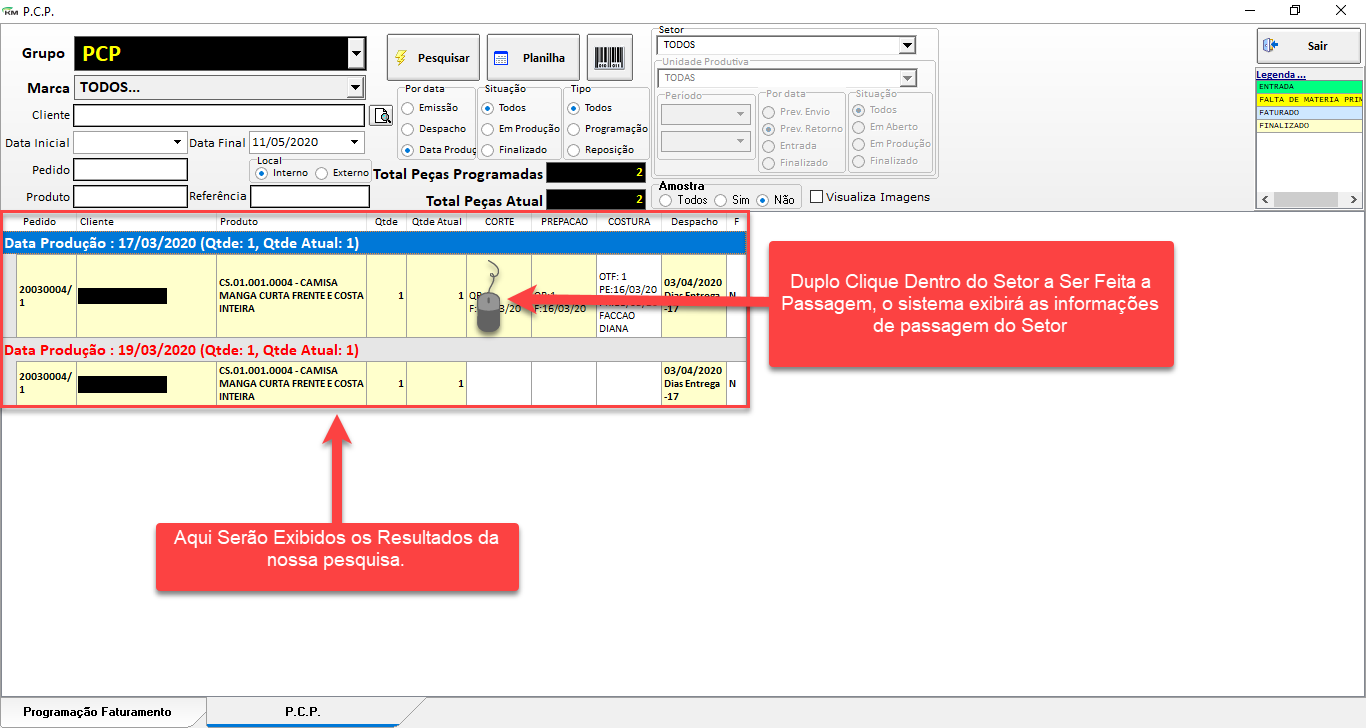 KM P.C.P.
Grupo PCP
Marca TODOS...
Cliente
Data Inicial Data Final 11/05/2020
Pedido
Local
Interno Externo
Produto Referência
Pesquisar Planilha
Por data
Emissão
Despacho
Data Produç
Situação
Todos
Em Produção
Finalizado
Tipo
Todos
Programação
Reposição
Total Peças Programadas 2
Total Peças Atual 2
Setor
TODOS
Unidade Produtiva
TODAS
Período
Por data
Prev. Envio
Prev. Retorno
Entrada
Finalizado
Situação
Todos
Em Aberto
Em Produção
Finalizado
Amostra
Todos Sim Não
Visualiza Imagens
Sair
Legenda ...
ENTRADA
FALTA DE MATERIA PRIM
FATURADO
FINALIZADO
Pedido Cliente Produto Qtde Qtde Atual CORTE PREPARACAO COSTURA Despacho F
Data Produção : 17/03/2020 (Qtde: 1, Qtde Atual: 1)
20030004/
1
CS.01.001.0004 - CAMISA
MANGA CURTA FRENTE E COSTA
INTEIRA
1 1
F:16/03/20
OTF: 1
PE:16/03/20
FACCAO
DIANA
03/04/2020
Dias Entrega
-17
N
Data Produção : 19/03/2020 (Qtde: 1, Qtde Atual: 1)
20030004/
1
CS.01.001.0004 - CAMISA
MANGA CURTA FRENTE E COSTA
INTEIRA
1 1
03/04/2020
Dias Entrega
-17
N
Duplo Clique Dentro do Setor a Ser Feita a
Passagem, o sistema exibirá as informações
de passagem do Setor
Aqui Serão Exibidos os Resultados da
nossa pesquisa.
Programação Faturamento P.C.P.